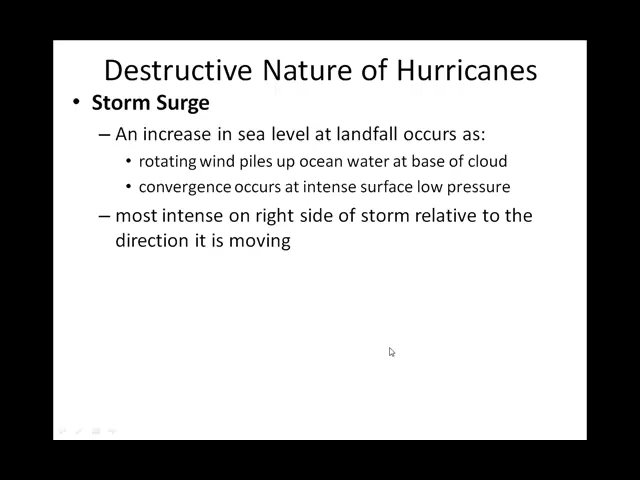 Destructive Nature of Hurricanes
• Storm Surge
– An increase in sea level at landfall occurs as:
• rotating wind piles up ocean water at base of cloud
• convergence occurs at intense surface low pressure
– most intense on right side of storm relative to the
direction it is moving